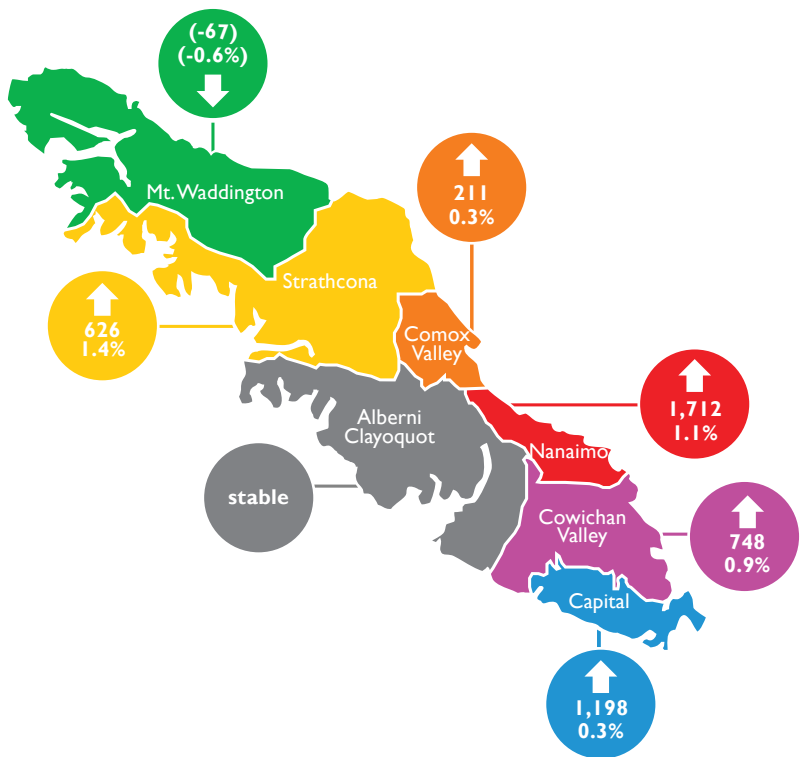 (-67)
(-0.6%)
Mt. Waddington
211
0.3%
Strathcona
626
1.4%
Comox
Valley
1,712
1.1%
Alberni
Clayoquot
Nanaimo
stable
Cowichan
Valley
748
0.9%
Capital
1,198
0.3%